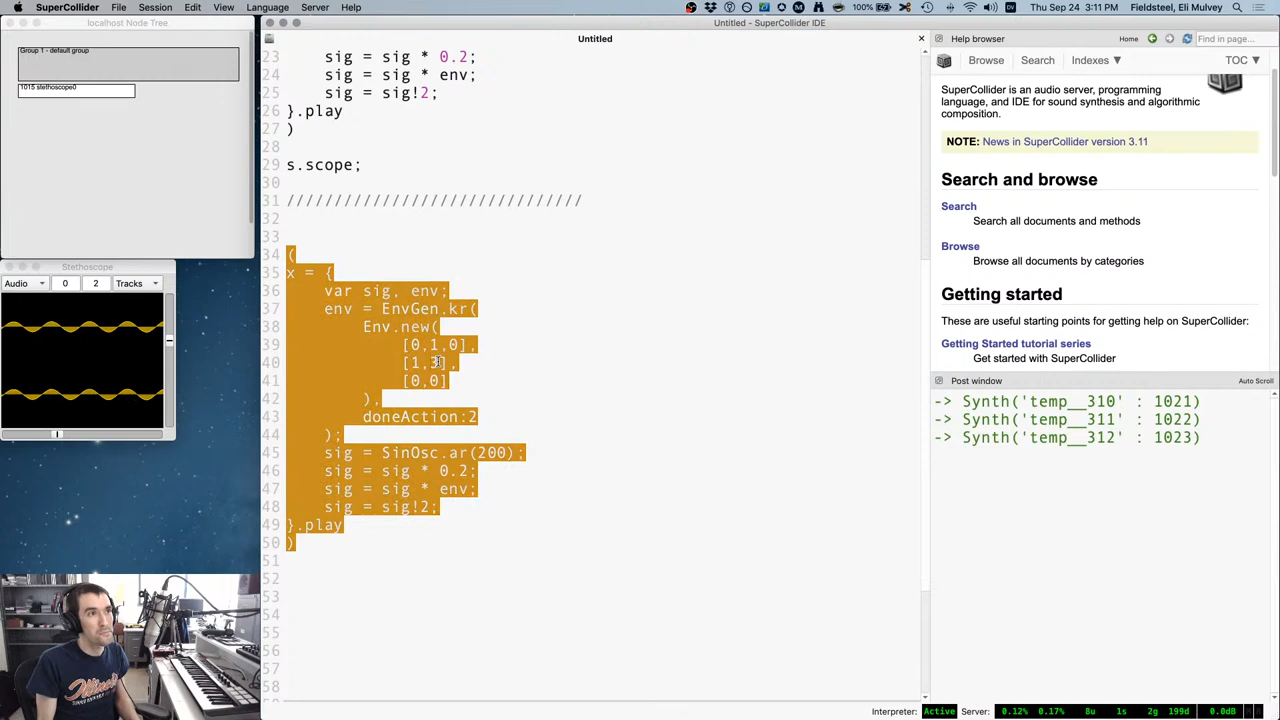 SuperCollider File Edit View Session Language Server Help
100% Thu Sep 24 3:11 PM Fieldsteel, Eli Mulvey
localhost Node Tree
Group 1 - default group
1015 stethoscope0
Stethoscope
Audio 0 2 Tracks
Untitled - SuperCollider IDE
Untitled
23 sig = sig * 0.2;
24 sig = sig * env;
25 sig = sig!2;
26 }.play
27 )
28
29 s.scope;
30
31 ///////////////////////////////
32
33
34 (
35 x = {
36 var sig, env;
37 env = EnvGen.kr(
38 Env.new(
39 [0,1,0],
40 [1,3],
41 [0,0]
42 ),
43 doneAction:2
44 );
45 sig = SinOsc.ar(200);
46 sig = sig * 0.2;
47 sig = sig * env;
48 sig = sig!2;
49 }.play
50 )
51
52
53
54
55
56
57
58
Help browser Home Find in page...
Browse Search Indexes ▼ TOC ▼
SuperCollider is an audio server, programming
language, and IDE for sound synthesis and algorithmic
composition.
NOTE: News in SuperCollider version 3.11
Search and browse
Search
Search all documents and methods
Browse
Browse all documents by categories
Getting started
These are useful starting points for getting help on SuperCollider:
Getting Started tutorial series
Get started with SuperCollider
Post window Auto Scroll
-> Synth('temp__310' : 1021)
-> Synth('temp__311' : 1022)
-> Synth('temp__312' : 1023)
Interpreter: Active Server: 0.12% 0.17% 8u 1s 2g 199d 0.0dB M R